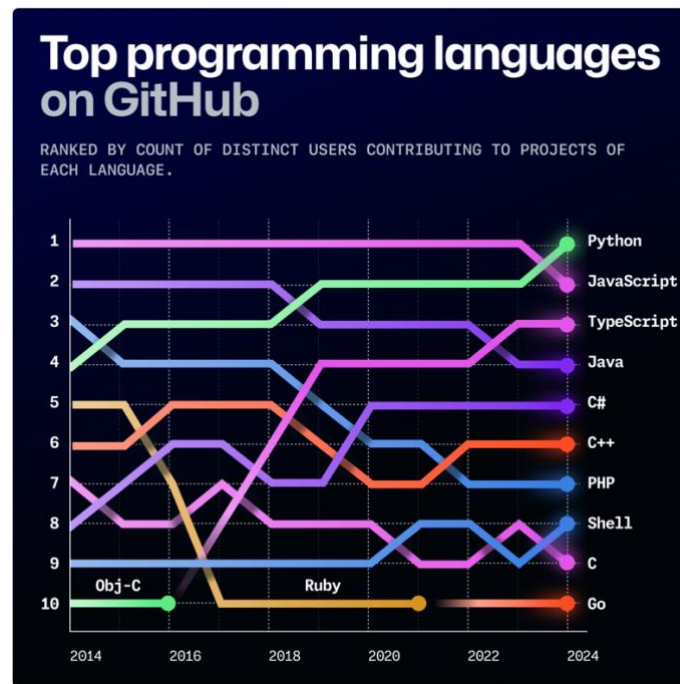 Top programming languages
on GitHub
RANKED BY COUNT OF DISTINCT USERS CONTRIBUTING TO PROJECTS OF
EACH LANGUAGE.
1
Python
2
JavaScript
3
TypeScript
4
Java
5
C#
6
C++
7
PHP
8
Shell
9
C
Obj-C
Ruby
10
Go
2014
2016
2018
2020
2022
2024